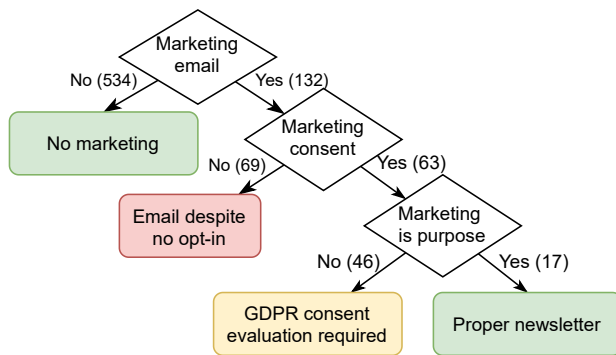 Marketing
email
No (534)
Yes (132)
No marketing
Marketing
consent
No (69)
Yes (63)
Email despite
no opt-in
Marketing
is purpose
No (46)
Yes (17)
GDPR consent
evaluation required
Proper newsletter